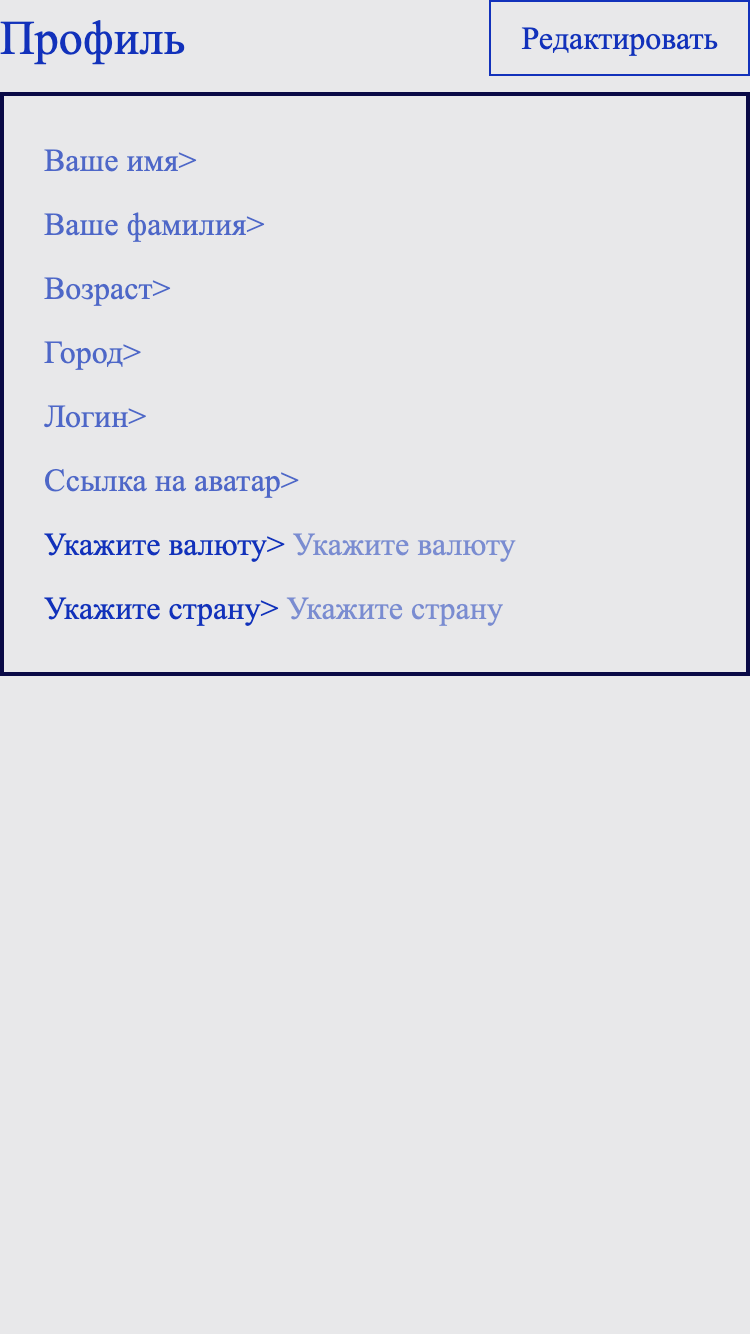 Профиль
Редактировать
Ваше имя>
Ваше фамилия>
Возраст>
Город>
Логин>
Ссылка на аватар>
Укажите валюту> Укажите валюту
Укажите страну> Укажите страну